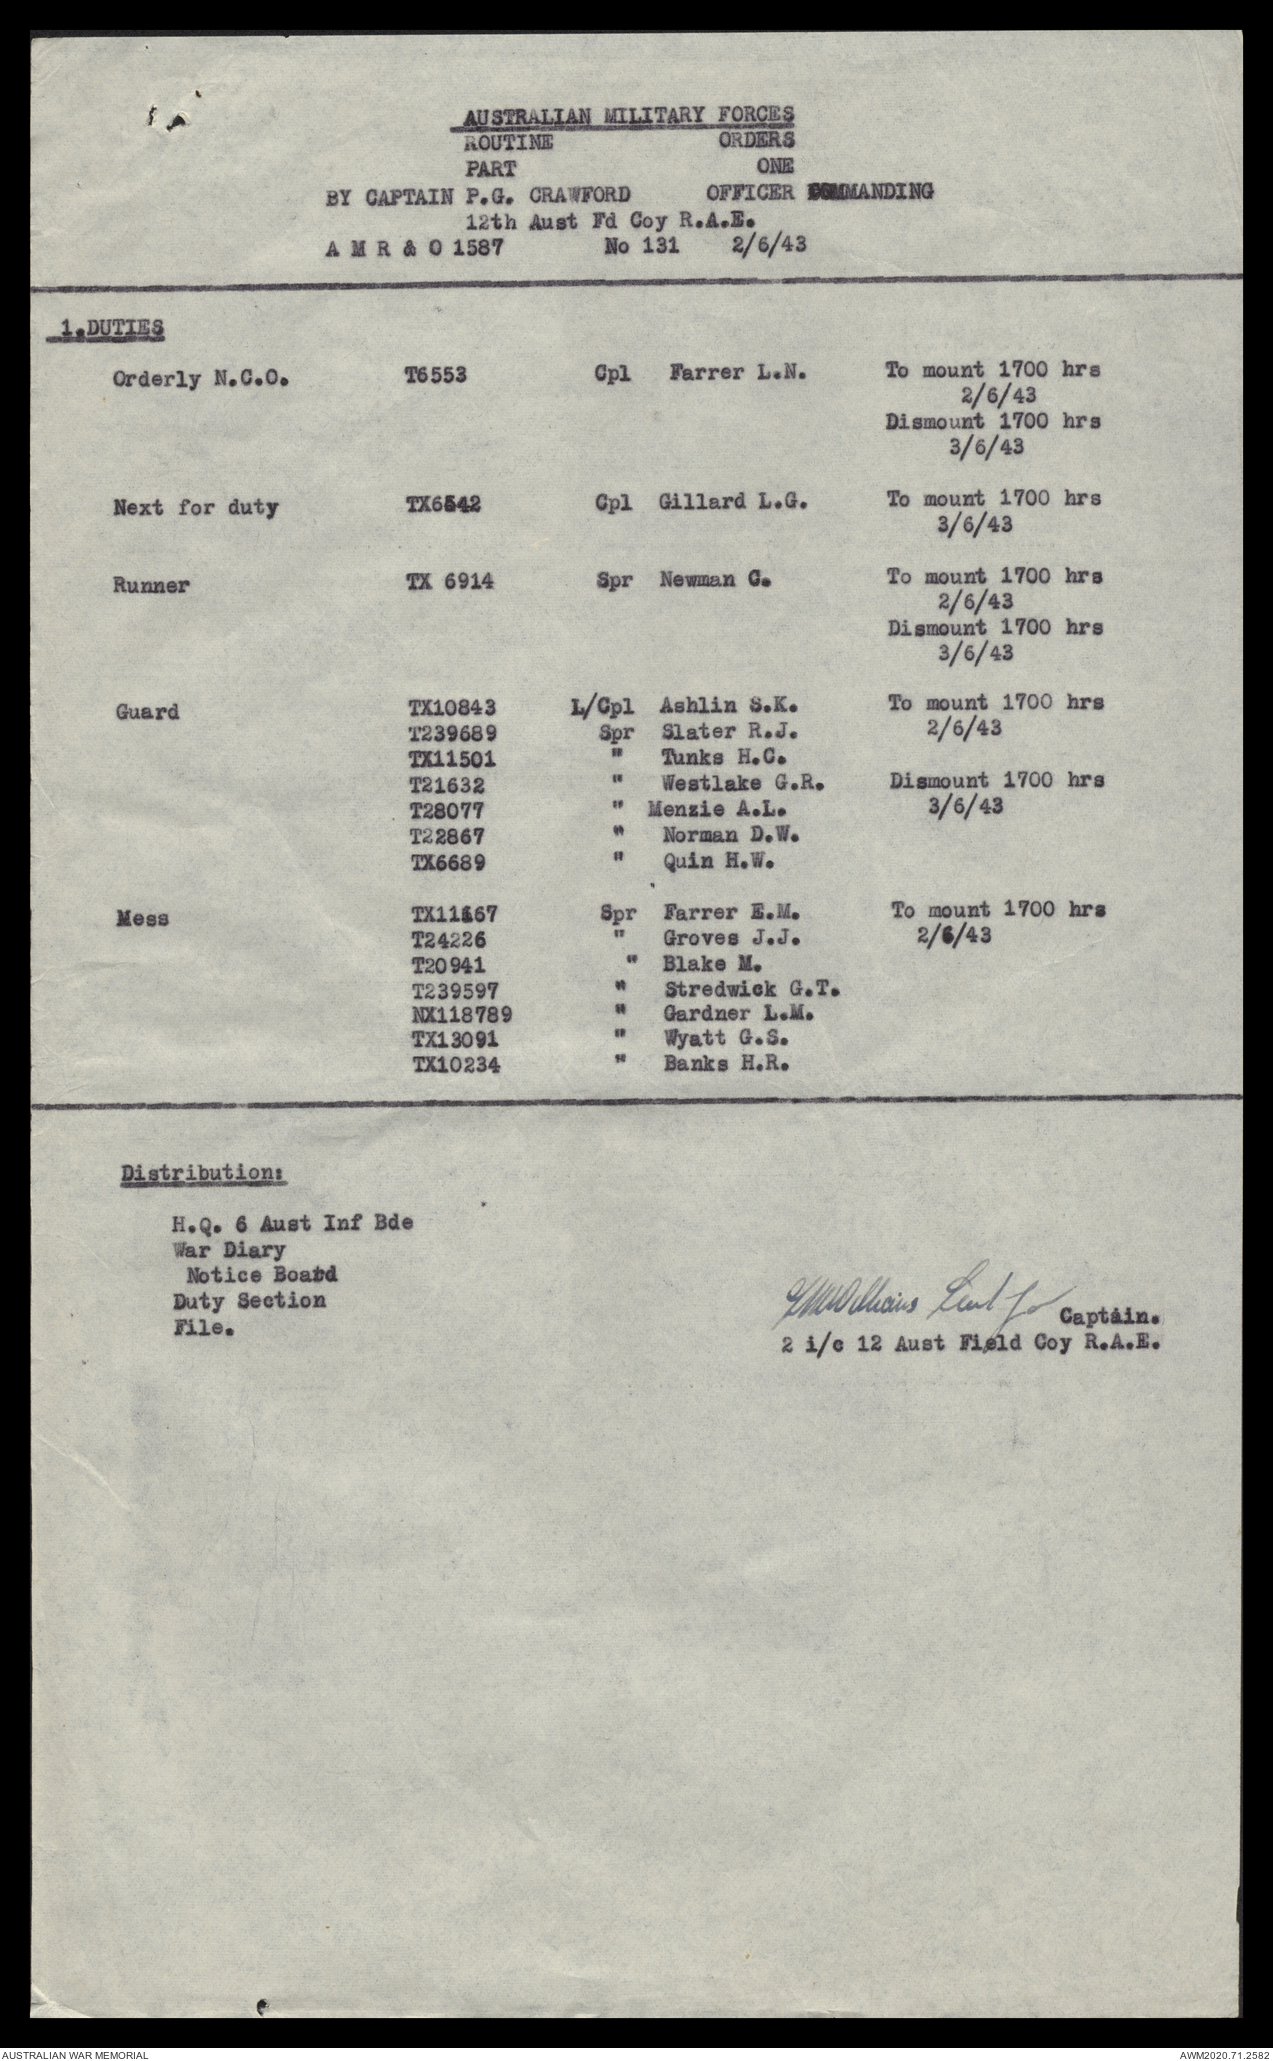 AUSTRALIAN MILITARY FORCES
ROUTINE ORDERS
PART ONE
BY CAPTAIN P.G. CRAWFORD OFFICER COMMANDING
12th Aust Fd Coy R.A.E.
A M R & O 1587 No 131 2/6/43
1.DUTIES
Orderly N.C.O. T6553 Cpl Farrer L.N. To mount 1700 hrs
2/6/43
Dismount 1700 hrs
3/6/43
Next for duty TX6542 Cpl Gillard L.G. To mount 1700 hrs
3/6/43
Runner TX 6914 Spr Newman C. To mount 1700 hrs
2/6/43
Dismount 1700 hrs
3/6/43
Guard TX10843 L/Cpl Ashlin S.K. To mount 1700 hrs
T239689 Spr Slater R.J. 2/6/43
TX11501 " Tunks H.C.
T21632 " Westlake G.R. Dismount 1700 hrs
T28077 " Menzie A.L. 3/6/43
T22867 " Norman D.W.
TX6689 " Quin H.W.
Mess Spr Farrer E.M. To mount 1700 hrs
T24226 " Groves J.J. 2/6/43
T20941 " Blake M.
T239597 " Stredwick G.T.
NX118789 " Gardner L.M.
TX13091 " Wyatt G.S.
TX10234 " Banks H.R.
Distribution:
H.Q. 6 Aust Inf Bde
War Diary
Notice Board
Duty Section
File.
Williams Lieut for Captain.
2 i/c 12 Aust Field Coy R.A.E.
AUSTRALIAN WAR MEMORIAL AWM2020.71.2582